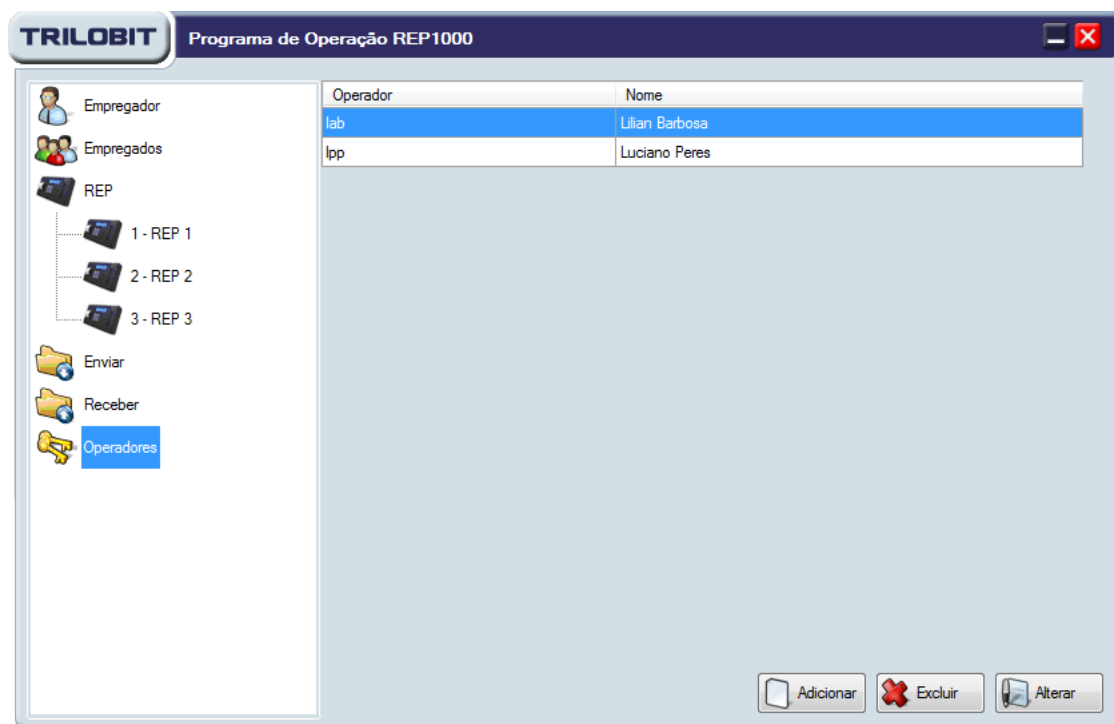 TRILOBIT
Programa de Operação REP1000
Empregador
Empregados
REP
1 - REP 1
2 - REP 2
3 - REP 3
Enviar
Receber
Operadores
Operador Nome
lab Lilian Barbosa
lpp Luciano Peres
Adicionar Excluir Alterar